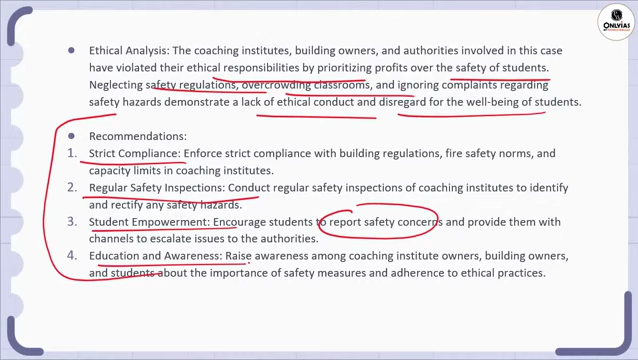 ONLYIAS
Ethical Analysis: The coaching institutes, building owners, and authorities involved in this case
have violated their ethical responsibilities by prioritizing profits over the safety of students.
Neglecting safety regulations, overcrowding classrooms, and ignoring complaints regarding
safety hazards demonstrate a lack of ethical conduct and disregard for the well-being of students.
Recommendations:
1. Strict Compliance: Enforce strict compliance with building regulations, fire safety norms, and
capacity limits in coaching institutes.
2. Regular Safety Inspections: Conduct regular safety inspections of coaching institutes to identify
and rectify any safety hazards.
3. Student Empowerment: Encourage students to report safety concerns and provide them with
channels to escalate issues to the authorities.
4. Education and Awareness: Raise awareness among coaching institute owners, building owners,
and students about the importance of safety measures and adherence to ethical practices.